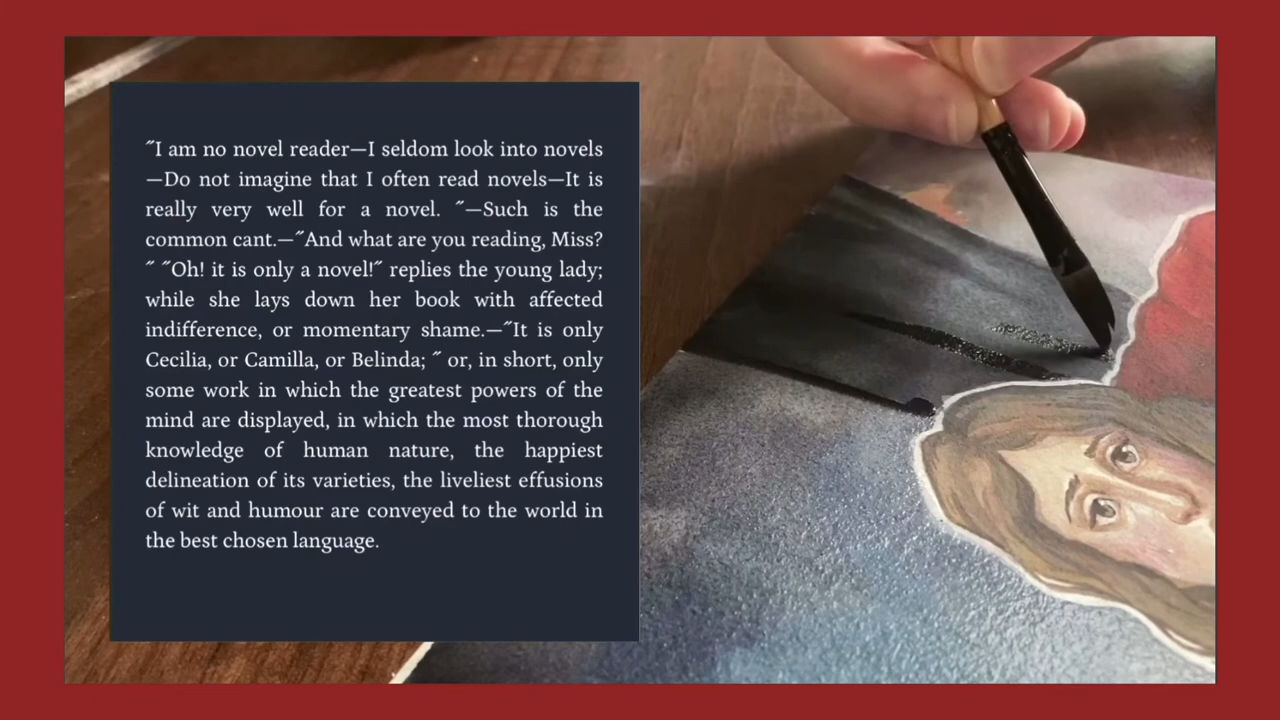 ˝I am no novel reader—I seldom look into novels
—Do not imagine that I often read novels—It is
really very well for a novel. ˝—Such is the
common cant.—˝And what are you reading, Miss?
˝ ˝Oh! it is only a novel!˝ replies the young lady;
while she lays down her book with affected
indifference, or momentary shame.—˝It is only
Cecilia, or Camilla, or Belinda; ˝ or, in short, only
some work in which the greatest powers of the
mind are displayed, in which the most thorough
knowledge of human nature, the happiest
delineation of its varieties, the liveliest effusions
of wit and humour are conveyed to the world in
the best chosen language.